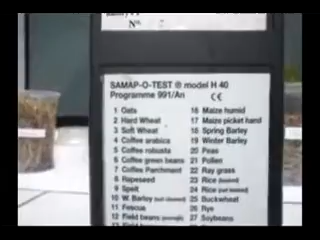 Nº
SAMAP-O-TEST ® model H 40
Programme 991/An
CE
1 Oats
2 Hard Wheat
3 Soft Wheat
4 Coffee arabica
5 Coffee robusta
6 Coffee green beans
7 Coffee Parchment
8 Rapeseed
9 Spelt
10 W. Barley
11 Fescue
12 Field beans
16 Maize humid
17 Maize picket hand
18 Spring Barley
19 Winter Barley
20 Peas
21 Pollen
22 Ray grass
23 Rice
24 Rice
25 Buckwheat
26 Rye
27 Soybeans